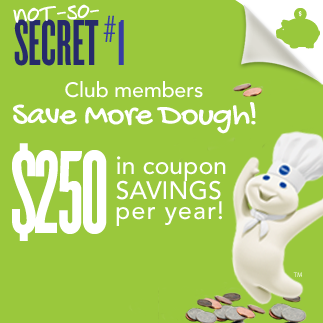 not-so-
SECRET #1
Club members
Save More Dough!
$250
in coupon
SAVINGS
per year!
TM